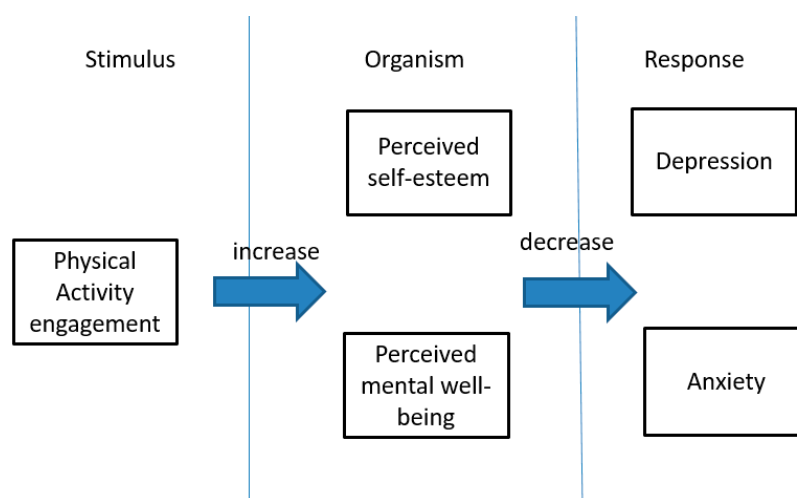 Stimulus
Organism
Response
Perceived
self-esteem
Depression
Physical
Activity
engagement
increase
decrease
Perceived
mental well-
being
Anxiety